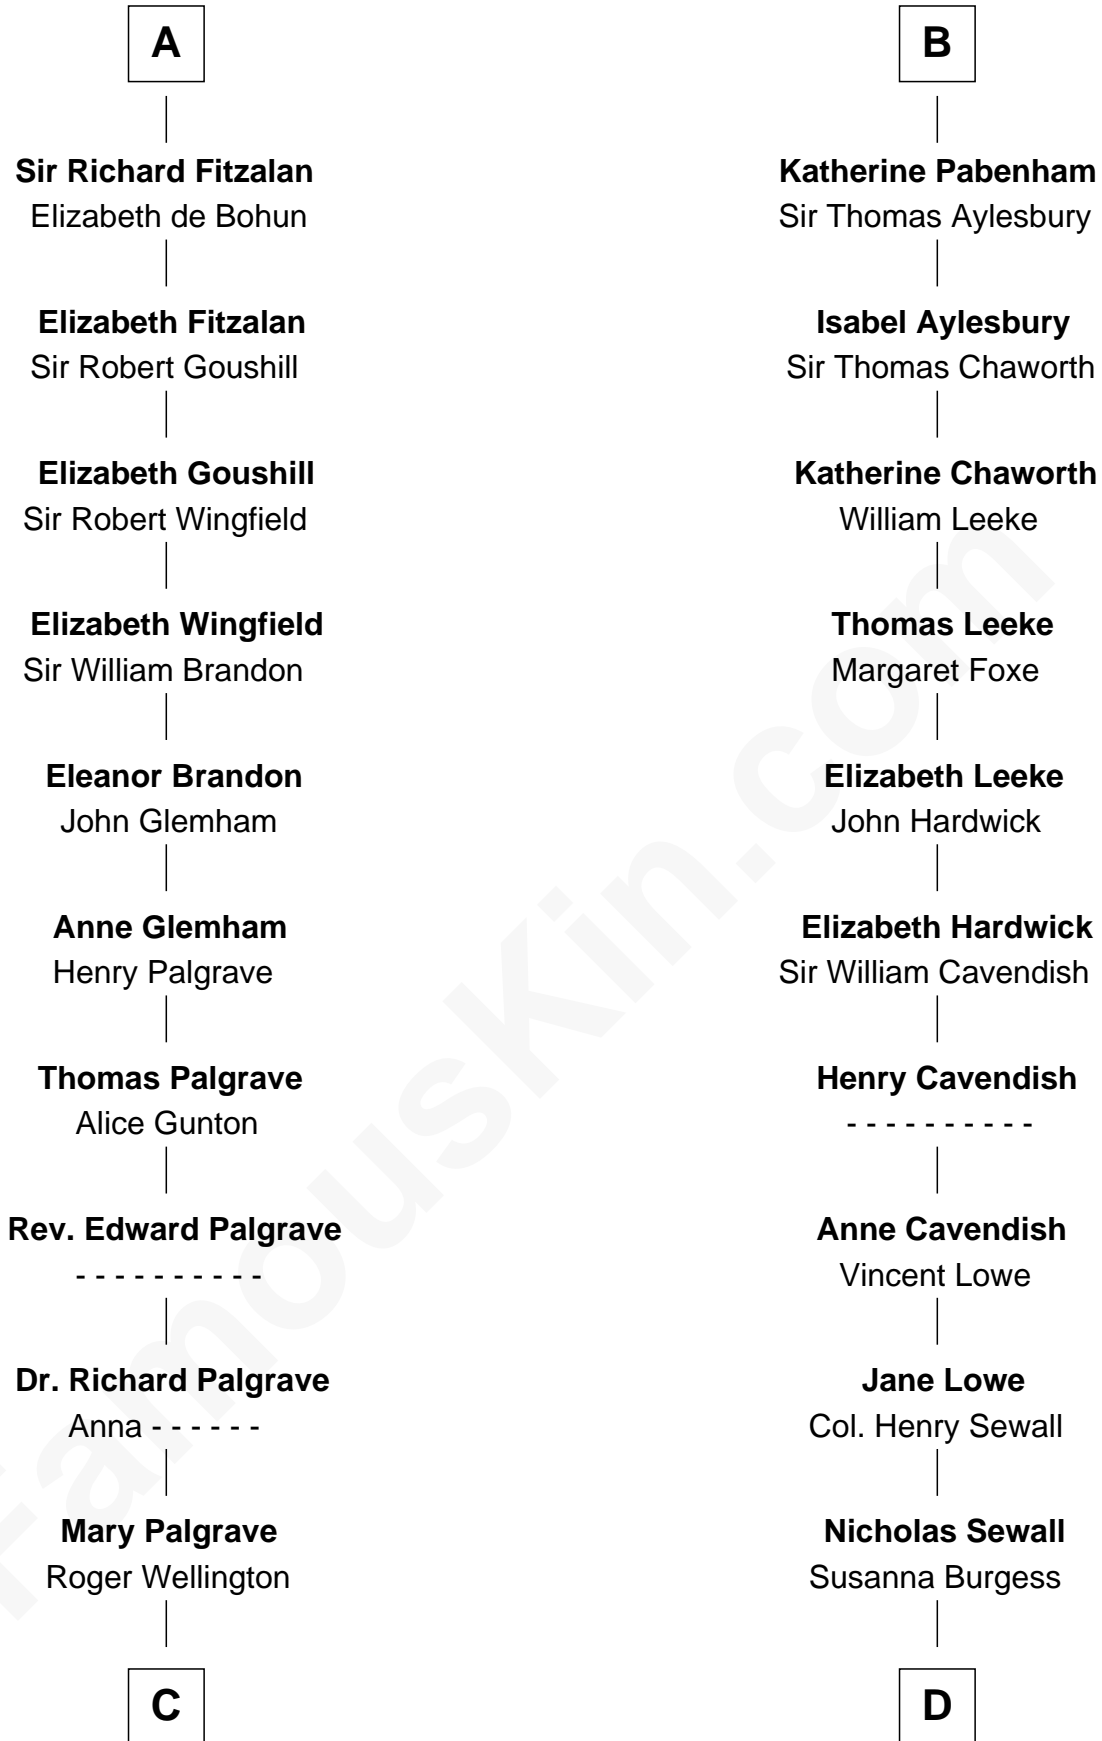 A
Sir Richard Fitzalan
Elizabeth de Bohun
Elizabeth Fitzalan
Sir Robert Goushill
Elizabeth Goushill
Sir Robert Wingfield
Elizabeth Wingfield
Sir William Brandon
Eleanor Brandon
John Glemham
Anne Glemham
Henry Palgrave
Thomas Palgrave
Alice Gunton
Rev. Edward Palgrave
- - - - - - - - - -
Dr. Richard Palgrave
Anna - - - - - -
Mary Palgrave
Roger Wellington
C
B
Katherine Pabenham
Sir Thomas Aylesbury
Isabel Aylesbury
Sir Thomas Chaworth
Katherine Chaworth
William Leeke
Thomas Leeke
Margaret Foxe
Elizabeth Leeke
John Hardwick
Elizabeth Hardwick
Sir William Cavendish
Henry Cavendish
- - - - - - - - - -
Anne Cavendish
Vincent Lowe
Jane Lowe
Col. Henry Sewall
Nicholas Sewall
Susanna Burgess
D
FamousKin.com